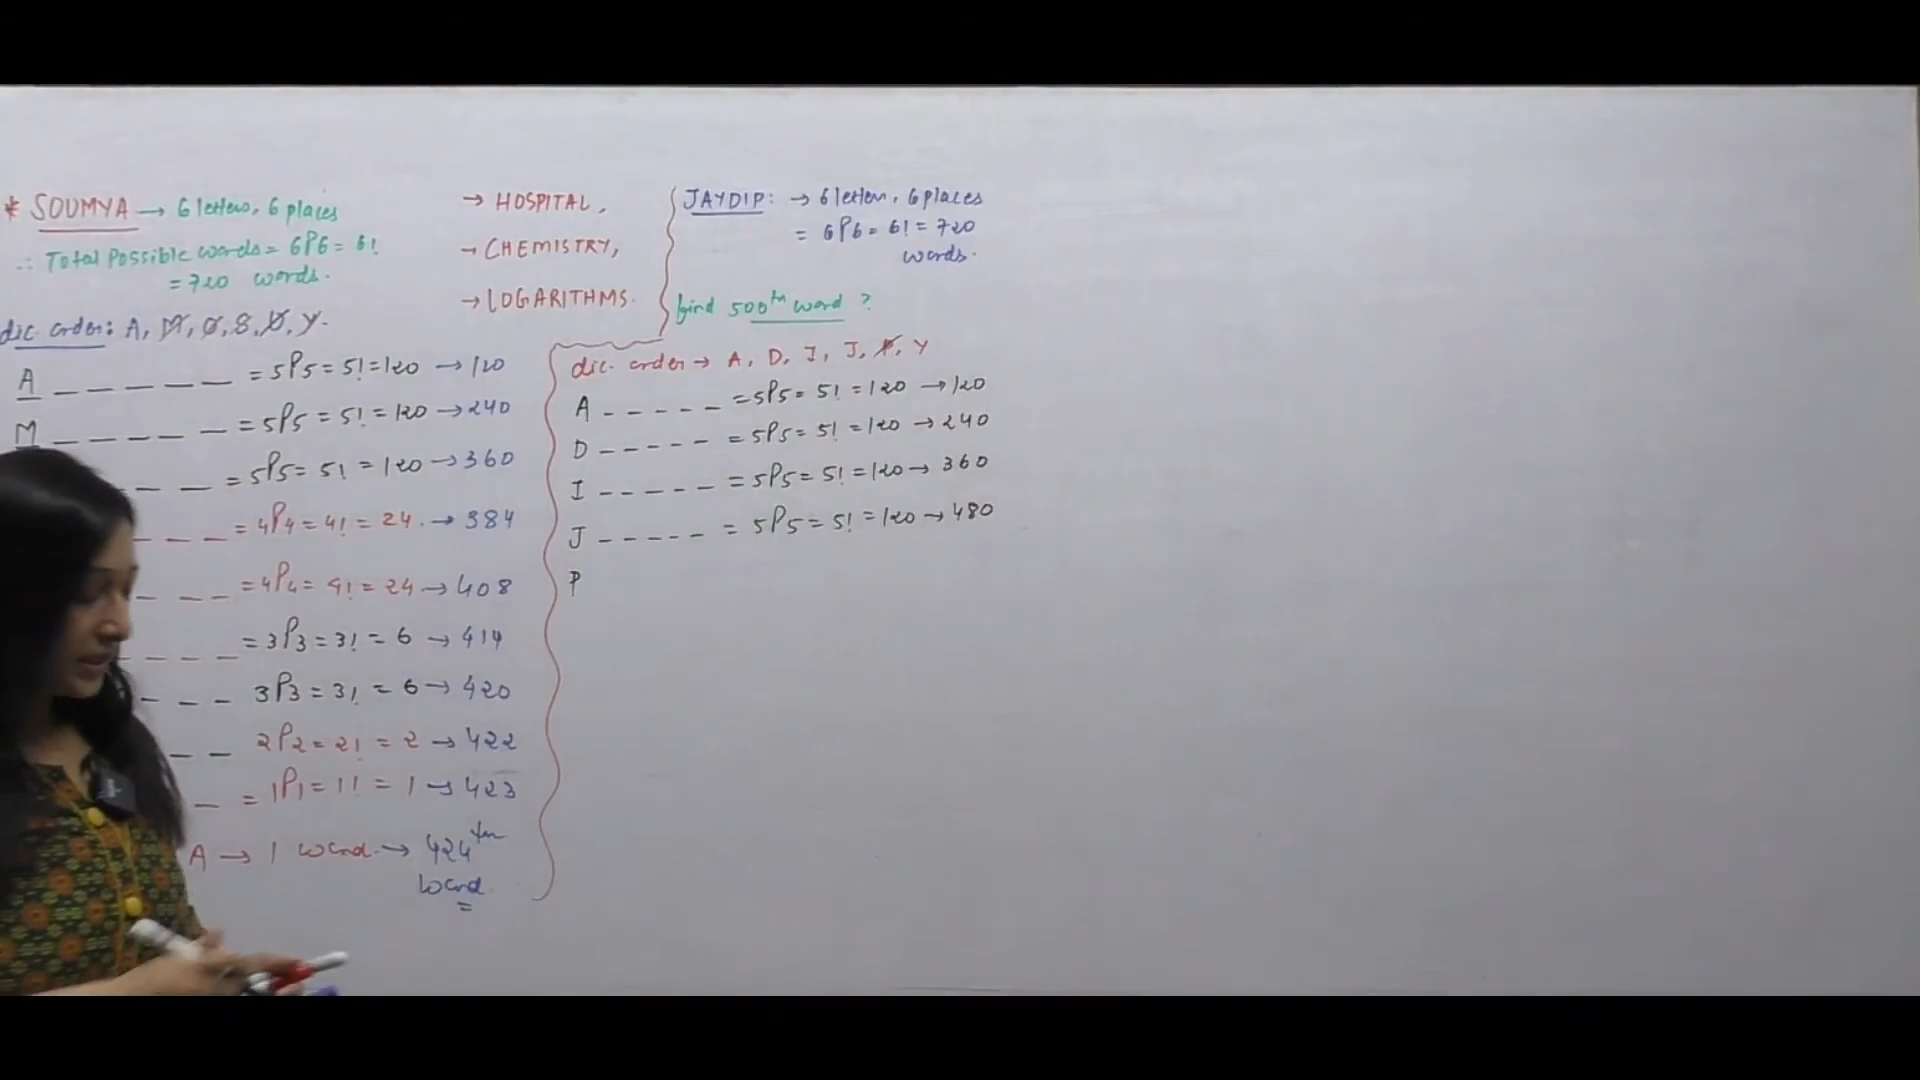 * SOUMYA → 6 letters, 6 places
∴ Total Possible words = 6P6 = 6!
= 720 words.
dic. order: A, M, O, S, U, Y.
A _ _ _ _ _ = 5P5 = 5! = 120 → 120
M _ _ _ _ _ = 5P5 = 5! = 120 → 240
_ _ = 5P5 = 5! = 120 → 360
_ _ _ = 4P4 = 4! = 24. → 384
_ _ _ = 4P4 = 4! = 24 → 408
_ _ _ _ = 3P3 = 3! = 6 → 414
_ _ _ 3P3 = 3! = 6 → 420
_ _ 2P2 = 2! = 2 → 422
_ = 1P1 = 1! = 1 → 423
A → 1 word. → 424th
word.
→ HOSPITAL,
→ CHEMISTRY,
→ LOGARITHMS.
JAYDIP: → 6 letters, 6 places
= 6P6 = 6! = 720
words.
find 500th word ?
dic. order → A, D, I, J, P, Y
A - - - - - = 5P5 = 5! = 120 → 120
D - - - - - = 5P5 = 5! = 120 → 240
I - - - - - = 5P5 = 5! = 120 → 360
J - - - - - = 5P5 = 5! = 120 → 480
P